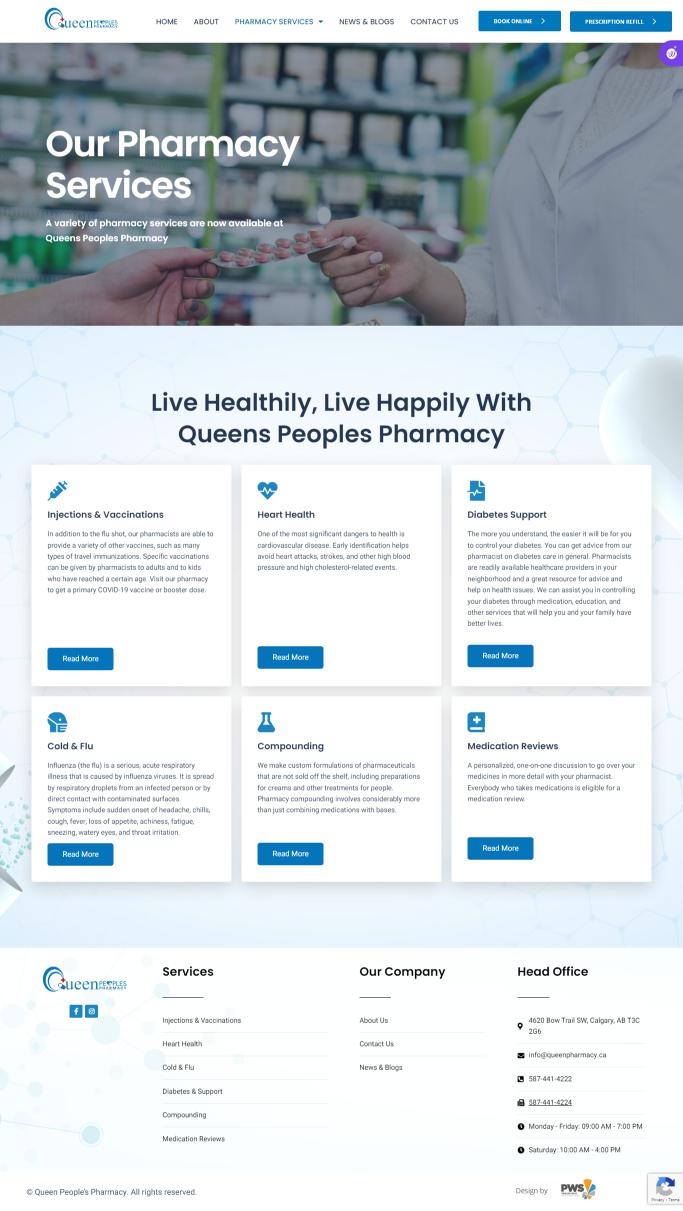 Queen PEOPLES PHARMACY
HOME
ABOUT
PHARMACY SERVICES
NEWS & BLOGS
CONTACT US
BOOK ONLINE
PRESCRIPTION REFILL
Our Pharmacy
Services
A variety of pharmacy services are now available at
Queens Peoples Pharmacy
Live Healthily, Live Happily With
Queens Peoples Pharmacy
Injections & Vaccinations
In addition to the flu shot, our pharmacists are able to
provide a variety of other vaccines, such as many
types of travel immunizations. Specific vaccinations
can be given by pharmacists to adults and to kids
who have reached a certain age. Visit our pharmacy
to get a primary COVID-19 vaccine or booster dose.
Read More
Heart Health
One of the most significant dangers to health is
cardiovascular disease. Early identification helps
avoid heart attacks, strokes, and other high blood
pressure and high cholesterol-related events.
Read More
Diabetes Support
The more you understand, the easier it will be for you
to control your diabetes. You can get advice from our
pharmacist on diabetes care in general. Pharmacists
are readily available healthcare providers in your
neighborhood and a great resource for advice and
help on health issues. We can assist you in controlling
your diabetes through medication, education, and
other services that will help you and your family have
better lives.
Read More
Cold & Flu
Influenza (the flu) is a serious, acute respiratory
illness that is caused by influenza viruses. It is spread
by respiratory droplets from an infected person or by
direct contact with contaminated surfaces.
Symptoms include sudden onset of headache, chills,
cough, fever, loss of appetite, achiness, fatigue,
sneezing, watery eyes, and throat irritation.
Read More
Compounding
We make custom formulations of pharmaceuticals
that are not sold off the shelf, including preparations
for creams and other treatments for people.
Pharmacy compounding involves considerably more
than just combining medications with bases.
Read More
Medication Reviews
A personalized, one-on-one discussion to go over your
medicines in more detail with your pharmacist.
Everybody who takes medications is eligible for a
medication review.
Read More
Queen PEOPLES PHARMACY
Services
Injections & Vaccinations
Heart Health
Cold & Flu
Diabetes & Support
Compounding
Medication Reviews
Our Company
About Us
Contact Us
News & Blogs
Head Office
4620 Bow Trail SW, Calgary, AB T3C
2G6
info@queenpharmacy.ca
587-441-4222
587-441-4224
Monday - Friday: 09:00 AM - 7:00 PM
Saturday: 10:00 AM - 4:00 PM
© Queen People's Pharmacy. All rights reserved.
Design by
PWS
Privacy - Terms